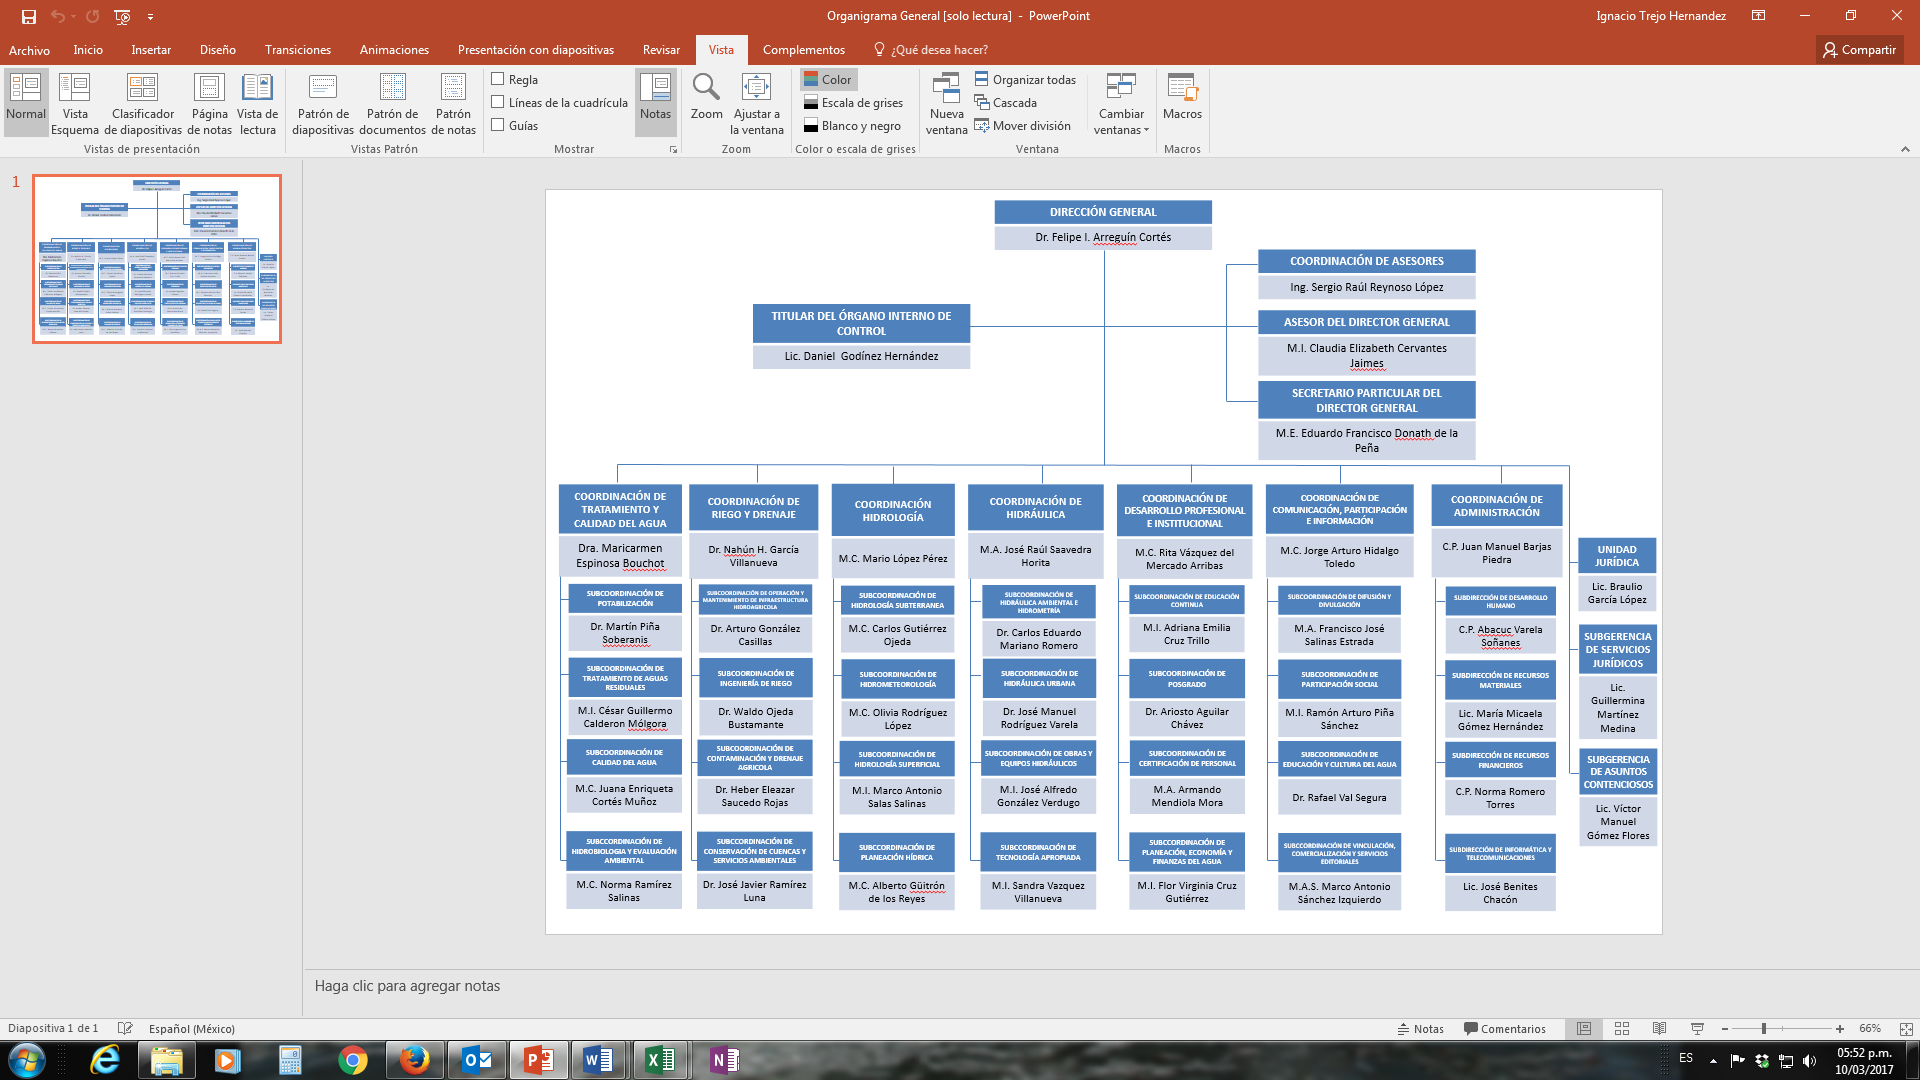 Organigrama General [solo lectura] - PowerPoint
Ignacio Trejo Hernandez
Archivo Inicio Insertar Diseño Transiciones Animaciones Presentación con diapositivas Revisar Vista Complementos ¿Qué desea hacer? Compartir
Normal
Vista
Esquema
Clasificador
de diapositivas
Página
de notas
Vista de
lectura
Vistas de presentación
Patrón de
diapositivas
Patrón de
documentos
Patrón
de notas
Vistas Patrón
Regla
Líneas de la cuadrícula
Guías
Mostrar
Notas
Zoom
Ajustar a
la ventana
Zoom
Color
Escala de grises
Blanco y negro
Color o escala de grises
Nueva
ventana
Organizar todas
Cascada
Mover división
Cambiar
ventanas
Ventana
Macros
Macros
1
DIRECCIÓN GENERAL
Dr. Felipe I. Arreguín Cortés
COORDINACIÓN DE ASESORES
Ing. Sergio Raúl Reynoso López
TITULAR DEL ÓRGANO INTERNO DE
CONTROL
Lic. Daniel Godínez Hernández
ASESOR DEL DIRECTOR GENERAL
M.I. Claudia Elizabeth Cervantes
Jaimes
SECRETARIO PARTICULAR DEL
DIRECTOR GENERAL
M.E. Eduardo Francisco Donath de la
Peña
COORDINACIÓN DE
TRATAMIENTO Y
CALIDAD DEL AGUA
Dra. Maricarmen
Espinosa Bouchot
SUBCOORDINACIÓN DE
POTABILIZACIÓN
Dr. Martín Piña
Soberanis
SUBCOORDINACIÓN DE
TRATAMIENTO DE AGUAS
RESIDUALES
M.I. César Guillermo
Calderon Mólgora
SUBCOORDINACIÓN DE
CALIDAD DEL AGUA
M.C. Juana Enriqueta
Cortés Muñoz
SUBCCORDINACIÓN DE
HIDROBIOLOGIA Y EVALUACIÓN
AMBIENTAL
M.C. Norma Ramírez
Salinas
COORDINACIÓN DE
RIEGO Y DRENAJE
Dr. Nahún H. García
Villanueva
SUBCOORDINACIÓN DE OPERACIÓN Y
MANTENIMIENTO DE INFRAESTRUCTURA
HIDROAGRICOLA
Dr. Arturo González
Casillas
SUBCOORDINACIÓN DE
INGENIERÍA DE RIEGO
Dr. Waldo Ojeda
Bustamante
SUBCOORDINACIÓN DE
CONTAMINACIÓN Y DRENAJE
AGRICOLA
Dr. Heber Eleazar
Saucedo Rojas
SUBCCORDINACIÓN DE
CONSERVACIÓN DE CUENCAS Y
SERVICIOS AMBIENTALES
Dr. José Javier Ramírez
Luna
COORDINACIÓN
HIDROLOGÍA
M.C. Mario López Pérez
SUBCOORDINACIÓN DE
HIDROLOGÍA SUBTERRANEA
M.C. Carlos Gutiérrez
Ojeda
SUBCOORDINACIÓN DE
HIDROMETEOROLOGÍA
M.C. Olivia Rodríguez
López
SUBCOORDINACIÓN DE
HIDROLOGÍA SUPERFICIAL
M.I. Marco Antonio
Salas Salinas
SUBCCORDINACIÓN DE
PLANEACIÓN HÍDRICA
M.C. Alberto Güitrón
de los Reyes
COORDINACIÓN DE
HIDRÁULICA
M.A. José Raúl Saavedra
Horita
SUBCOORDINACIÓN DE
HIDRÁULICA AMBIENTAL E
HIDROMETRÍA
Dr. Carlos Eduardo
Mariano Romero
SUBCOORDINACIÓN DE
HIDRÁULICA URBANA
Dr. José Manuel
Rodríguez Varela
SUBCOORDINACIÓN DE OBRAS Y
EQUIPOS HIDRÁULICOS
M.I. José Alfredo
González Verdugo
SUBCCORDINACIÓN DE
TECNOLOGÍA APROPIADA
M.I. Sandra Vazquez
Villanueva
COORDINACIÓN DE
DESARROLLO PROFESIONAL
E INSTITUCIONAL
M.C. Rita Vázquez del
Mercado Arribas
SUBCOORDINACIÓN DE EDUCACIÓN
CONTINUA
M.I. Adriana Emilia
Cruz Trillo
SUBCOORDINACIÓN DE
POSGRADO
Dr. Ariosto Aguilar
Chávez
SUBCOORDINACIÓN DE
CERTIFICACIÓN DE PERSONAL
M.A. Armando
Mendiola Mora
SUBCCORDINACIÓN DE
PLANEACIÓN, ECONOMÍA Y
FINANZAS DEL AGUA
M.I. Flor Virginia Cruz
Gutiérrez
COORDINACIÓN DE
COMUNICACIÓN, PARTICIPACIÓN
E INFORMACIÓN
M.C. Jorge Arturo Hidalgo
Toledo
SUBCOORDINACIÓN DE DIFUSIÓN Y
DIVULGACIÓN
M.A. Francisco José
Salinas Estrada
SUBCOORDINACIÓN DE
PARTICIPACIÓN SOCIAL
M.I. Ramón Arturo Piña
Sánchez
SUBCOORDINACIÓN DE
EDUCACIÓN Y CULTURA DEL AGUA
Dr. Rafael Val Segura
SUBCCORDINACIÓN DE VINCULACIÓN,
COMERCIALIZACIÓN Y SERVICIOS
EDITORIALES
M.A.S. Marco Antonio
Sánchez Izquierdo
COORDINACIÓN DE
ADMINISTRACIÓN
C.P. Juan Manuel Barjas
Piedra
SUBDIRECCIÓN DE DESARROLLO
HUMANO
C.P. Abacuc Varela
Soñanes
SUBDIRECCIÓN DE RECURSOS
MATERIALES
Lic. María Micaela
Gómez Hernández
SUBDIRECCIÓN DE RECURSOS
FINANCIEROS
C.P. Norma Romero
Torres
SUBDIRECCIÓN DE INFORMÁTICA Y
TELECOMUNICACIONES
Lic. José Benites
Chacón
UNIDAD
JURÍDICA
Lic. Braulio
García López
SUBGERENCIA
DE SERVICIOS
JURÍDICOS
Lic.
Guillermina
Martínez
Medina
SUBGERENCIA
DE ASUNTOS
CONTENCIOSOS
Lic. Víctor
Manuel
Gómez Flores
Haga clic para agregar notas
Diapositiva 1 de 1 Español (México) Notas Comentarios 66%
ES 05:52 p.m.
10/03/2017